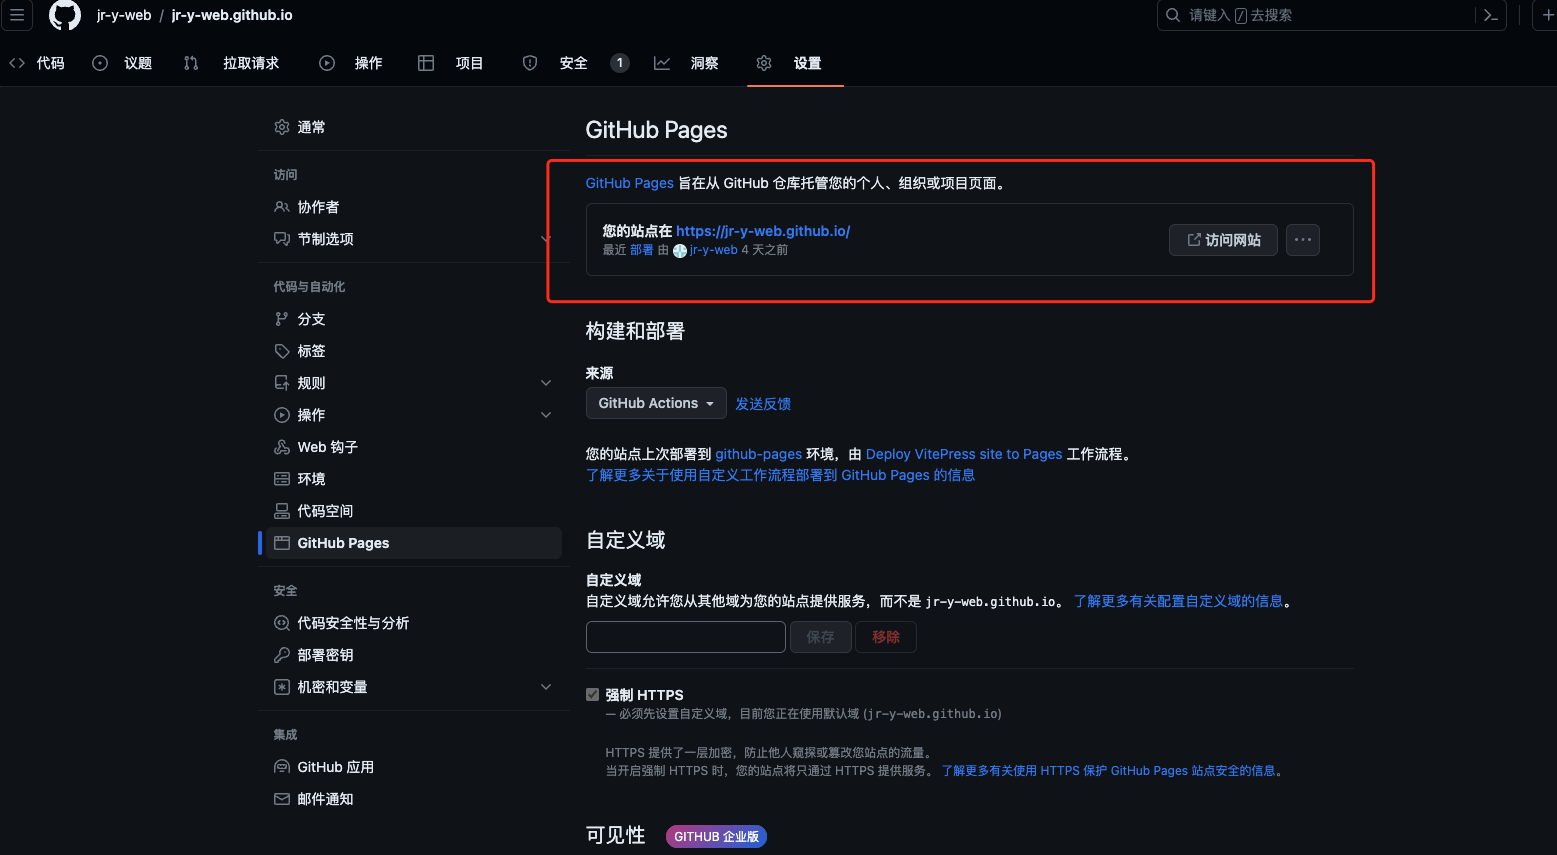 jr-y-web / jr-y-web.github.io
请键入 / 去搜索
代码
议题
拉取请求
操作
项目
安全 1
洞察
设置
通常
访问
协作者
节制选项
代码与自动化
分支
标签
规则
操作
Web 钩子
环境
代码空间
GitHub Pages
安全
代码安全性与分析
部署密钥
机密和变量
集成
GitHub 应用
邮件通知
GitHub Pages
GitHub Pages 旨在从 GitHub 仓库托管您的个人、组织或项目页面。
您的站点在 https://jr-y-web.github.io/
最近 部署 由 jr-y-web 4 天之前
访问网站
构建和部署
来源
GitHub Actions
发送反馈
您的站点上次部署到 github-pages 环境，由 Deploy VitePress site to Pages 工作流程。
了解更多关于使用自定义工作流程部署到 GitHub Pages 的信息
自定义域
自定义域
自定义域允许您从其他域为您的站点提供服务，而不是 jr-y-web.github.io。 了解更多有关配置自定义域的信息。
保存
移除
强制 HTTPS
— 必须先设置自定义域，目前您正在使用默认域 (jr-y-web.github.io)
HTTPS 提供了一层加密，防止他人窥探或篡改您站点的流量。
当开启强制 HTTPS 时，您的站点将只通过 HTTPS 提供服务。 了解更多有关使用 HTTPS 保护 GitHub Pages 站点安全的信息。
可见性
GITHUB 企业版